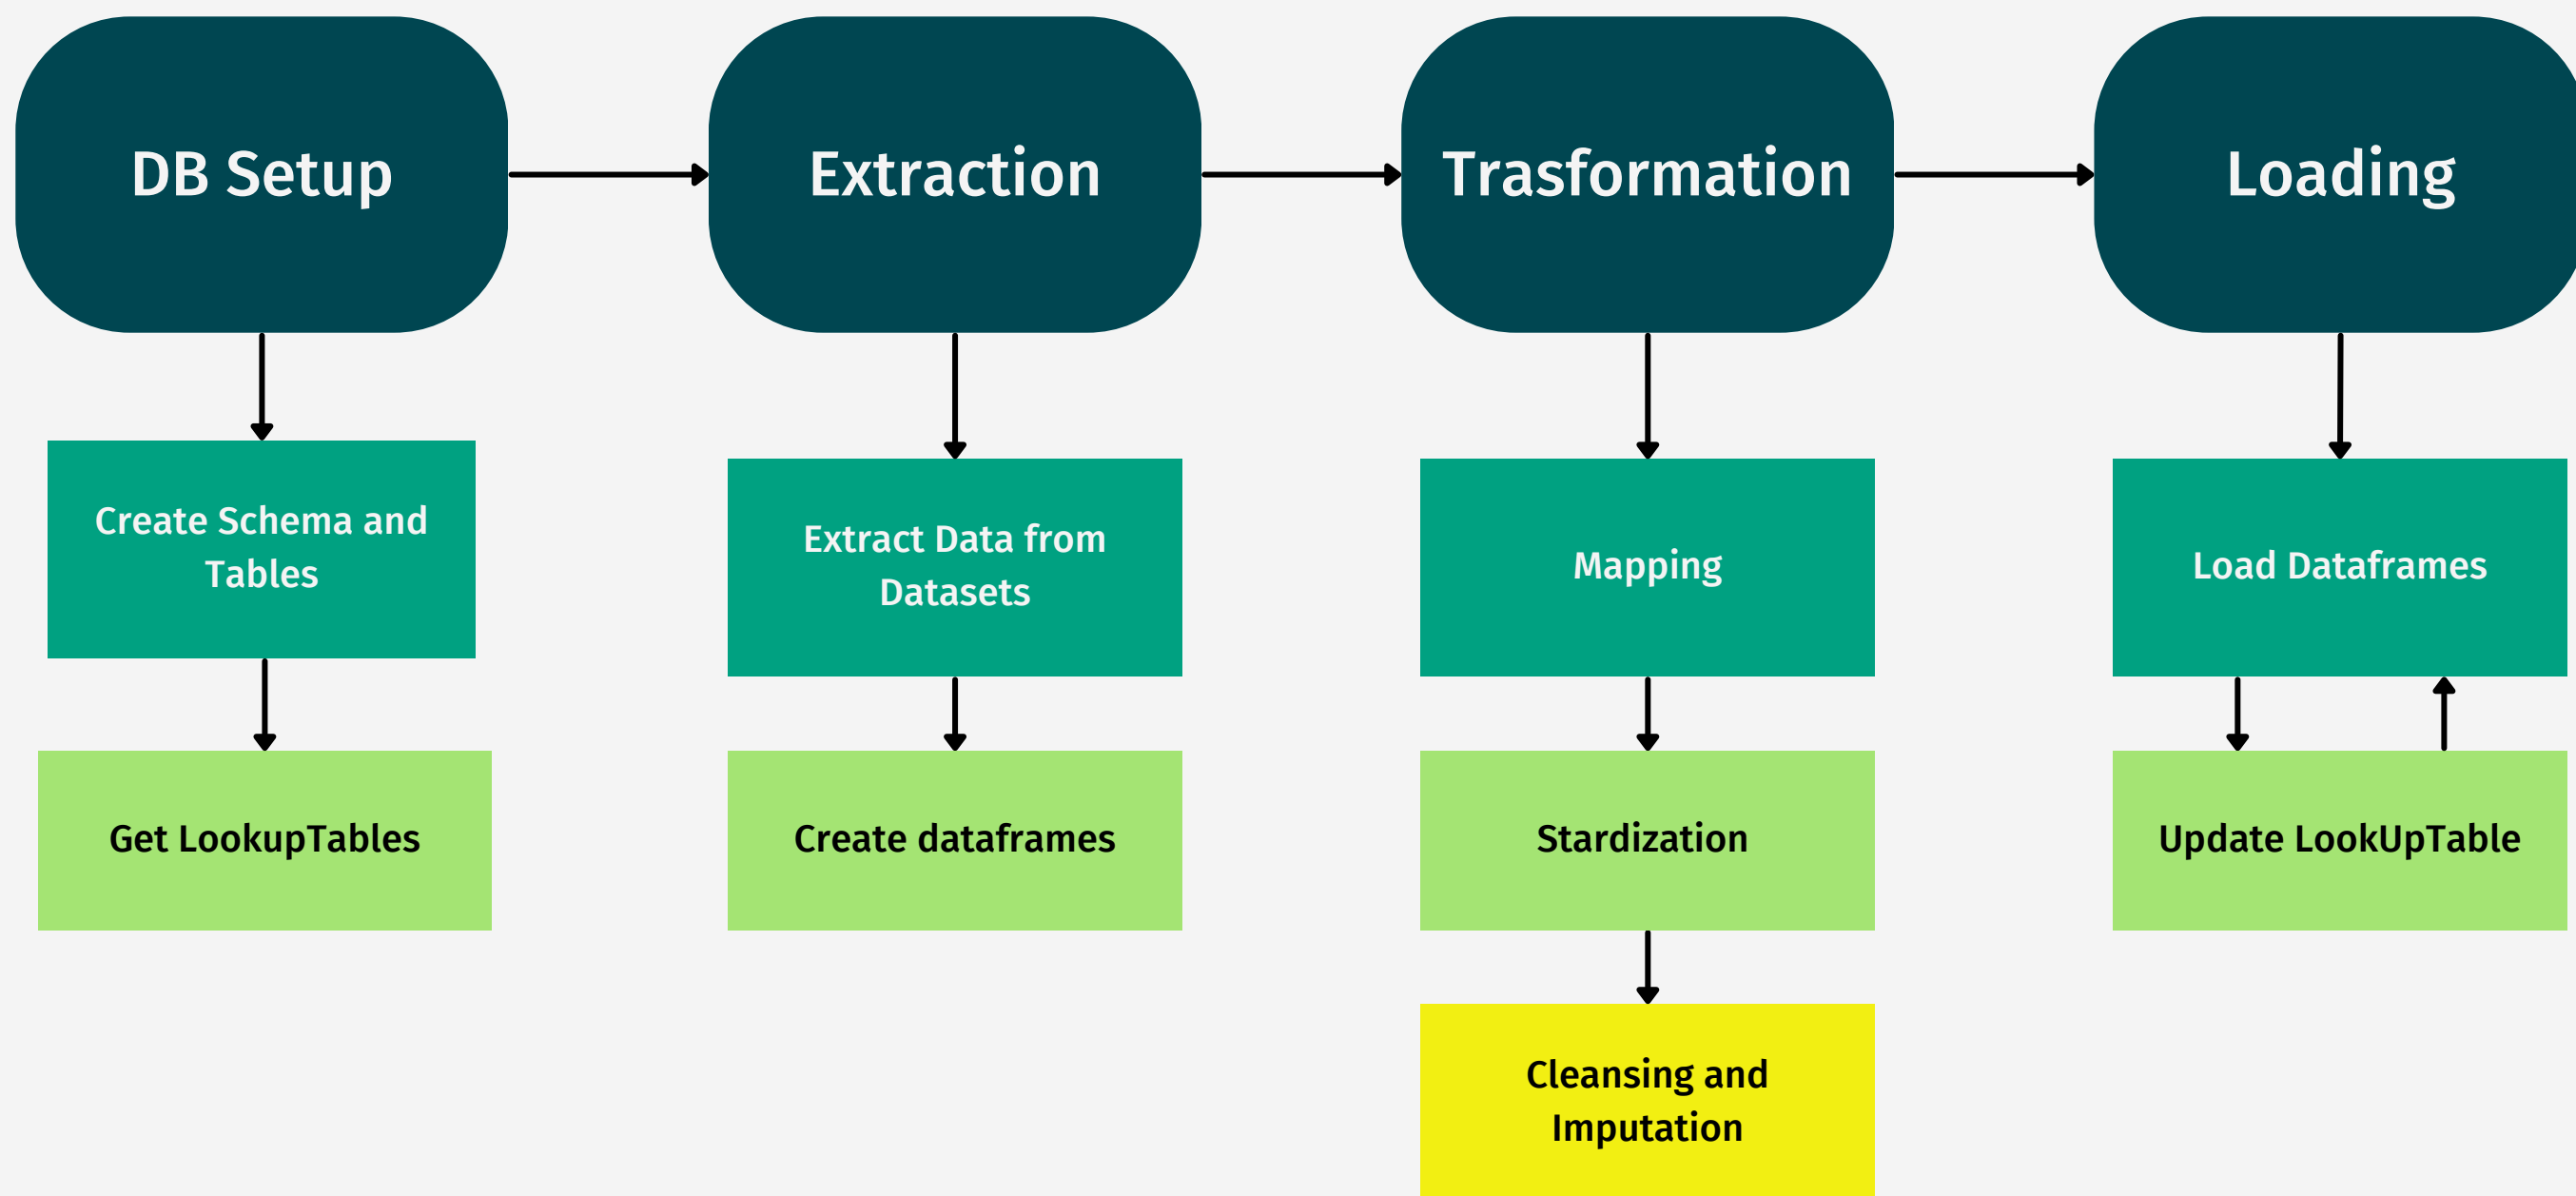 DB Setup
Extraction
Trasformation
Loading
Create Schema and
Tables
Extract Data from
Datasets
Mapping
Load Dataframes
Get LookupTables
Create dataframes
Stardization
Update LookUpTable
Cleansing and
Imputation